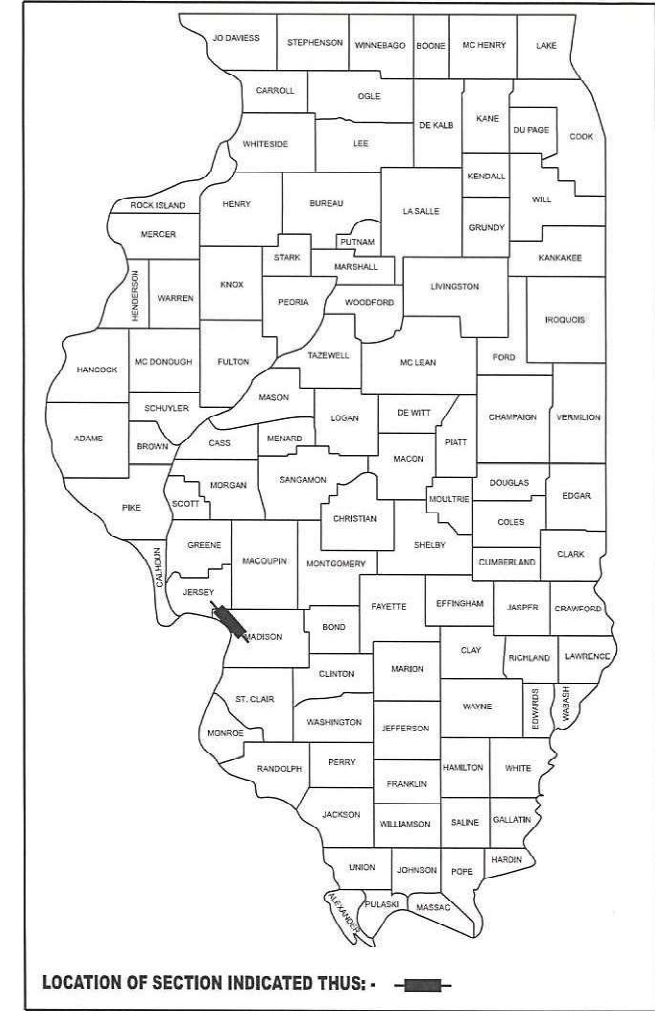 JO DAVIESS
STEPHENSON
WINNEBAGO
BOONE
MC HENRY
LAKE
CARROLL
OGLE
DE KALB
KANE
DU PAGE
COOK
WHITESIDE
LEE
KENDALL
ROCK ISLAND
HENRY
BUREAU
LA SALLE
WILL
MERCER
PUTNAM
GRUNDY
STARK
MARSHALL
KANKAKEE
HENDERSON
WARREN
KNOX
PEORIA
WOODFORD
LIVINGSTON
IROQUOIS
HANCOCK
MC DONOUGH
FULTON
TAZEWELL
MC LEAN
FORD
SCHUYLER
MASON
LOGAN
DE WITT
CHAMPAIGN
VERMILION
ADAMS
BROWN
CASS
MENARD
PIATT
MACON
MORGAN
SANGAMON
DOUGLAS
PIKE
SCOTT
CHRISTIAN
MOULTRIE
EDGAR
COLES
GREENE
MACOUPIN
MONTGOMERY
SHELBY
CUMBERLAND
CLARK
CALHOUN
JERSEY
FAYETTE
EFFINGHAM
JASPER
CRAWFORD
MADISON
BOND
CLAY
RICHLAND
LAWRENCE
CLINTON
MARION
ST. CLAIR
WAYNE
EDWARDS
WABASH
MONROE
WASHINGTON
JEFFERSON
RANDOLPH
PERRY
HAMILTON
WHITE
FRANKLIN
JACKSON
WILLIAMSON
SALINE
GALLATIN
UNION
JOHNSON
POPE
HARDIN
ALEXANDER
PULASKI
MASSAC
LOCATION OF SECTION INDICATED THUS: -